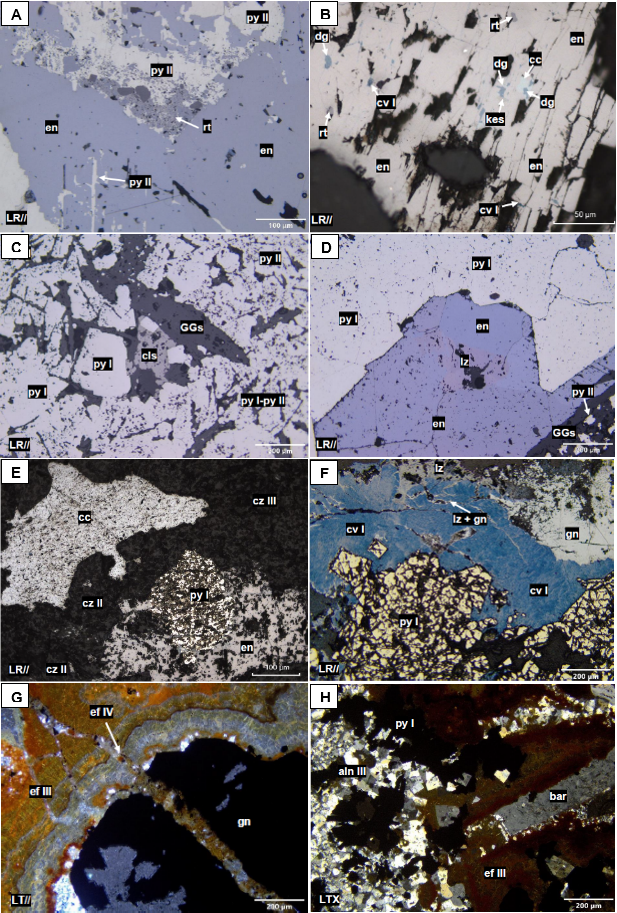 A
py II
py II
rt
en
en
py II
LR//
100 µm
B
rt
en
dg
dg
cc
cv I
kes
dg
rt
en
en
cv I
LR//
50 µm
C
py II
GGs
cls
py I
py I
py I-py II
LR//
100 µm
D
py I
py I
en
lz
en
py II
GGs
LR//
E
cz III
cc
cz II
py I
en
LR//
cz II
100 µm
F
lz
lz + gn
gn
cv I
cv I
py I
LR//
200 µm
G
ef IV
ef III
gn
LT//
200 µm
H
py I
aln III
bar
ef III
LTX
200 µm